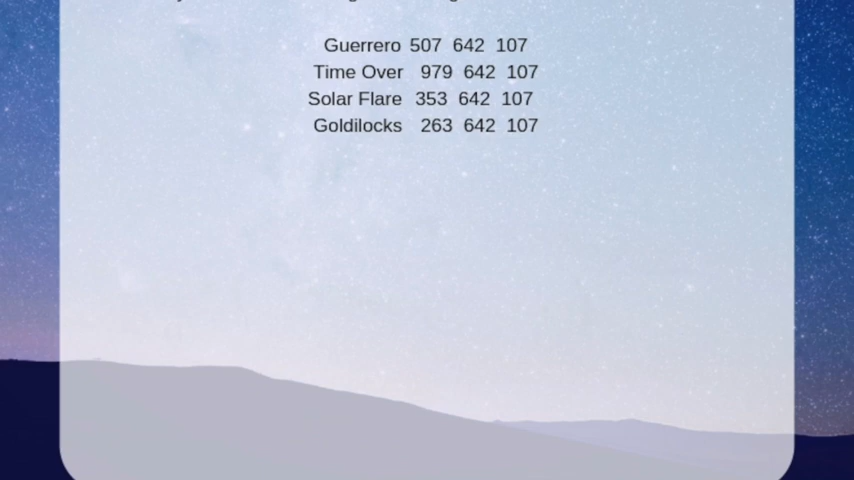 Guerrero 507 642 107
Time Over 979 642 107
Solar Flare 353 642 107
Goldilocks 263 642 107